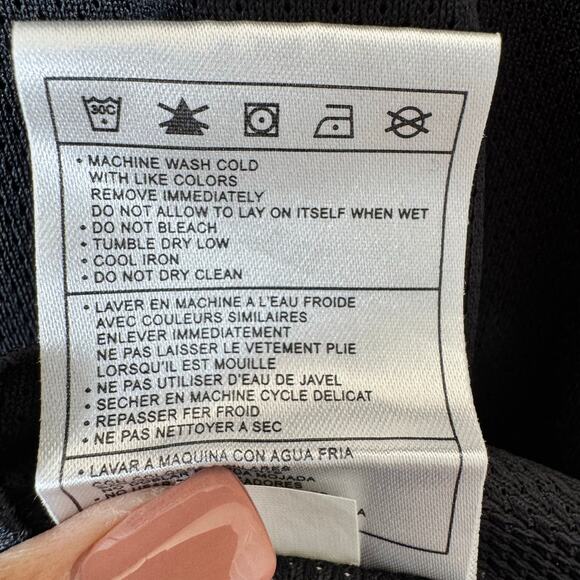 30C
• MACHINE WASH COLD
WITH LIKE COLORS
REMOVE IMMEDIATELY
DO NOT ALLOW TO LAY ON ITSELF WHEN WET
• DO NOT BLEACH
• TUMBLE DRY LOW
• COOL IRON
• DO NOT DRY CLEAN
• LAVER EN MACHINE A L'EAU FROIDE
AVEC COULEURS SIMILAIRES
ENLEVER IMMEDIATEMENT
NE PAS LAISSER LE VETEMENT PLIE
LORSQU'IL EST MOUILLE
• NE PAS UTILISER D'EAU DE JAVEL
• SECHER EN MACHINE CYCLE DELICAT
• REPASSER FER FROID
• NE PAS NETTOYER A SEC
• LAVAR A MAQUINA CON AGUA FRIA